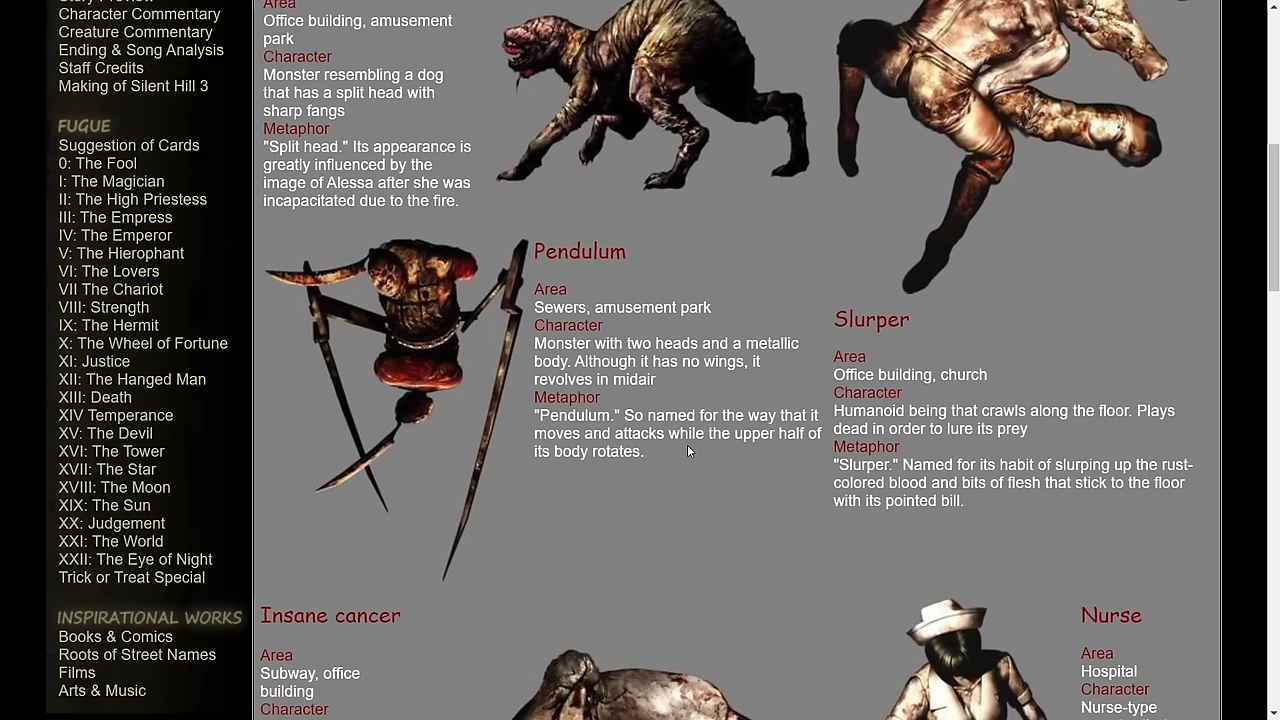 Character Commentary
Creature Commentary
Ending & Song Analysis
Staff Credits
Making of Silent Hill 3
FUGUE
Suggestion of Cards
0: The Fool
I: The Magician
II: The High Priestess
III: The Empress
IV: The Emperor
V: The Hierophant
VI: The Lovers
VII The Chariot
VIII: Strength
IX: The Hermit
X: The Wheel of Fortune
XI: Justice
XII: The Hanged Man
XIII: Death
XIV Temperance
XV: The Devil
XVI: The Tower
XVII: The Star
XVIII: The Moon
XIX: The Sun
XX: Judgement
XXI: The World
XXII: The Eye of Night
Trick or Treat Special
INSPIRATIONAL WORKS
Books & Comics
Roots of Street Names
Films
Arts & Music
Area
Office building, amusement
park
Character
Monster resembling a dog
that has a split head with
sharp fangs
Metaphor
"Split head." Its appearance is
greatly influenced by the
image of Alessa after she was
incapacitated due to the fire.
Pendulum
Area
Sewers, amusement park
Character
Monster with two heads and a metallic
body. Although it has no wings, it
revolves in midair
Metaphor
"Pendulum." So named for the way that it
moves and attacks while the upper half of
its body rotates.
Slurper
Area
Office building, church
Character
Humanoid being that crawls along the floor. Plays
dead in order to lure its prey
Metaphor
"Slurper." Named for its habit of slurping up the rust-
colored blood and bits of flesh that stick to the floor
with its pointed bill.
Insane cancer
Area
Subway, office
building
Character
Nurse
Area
Hospital
Character
Nurse-type